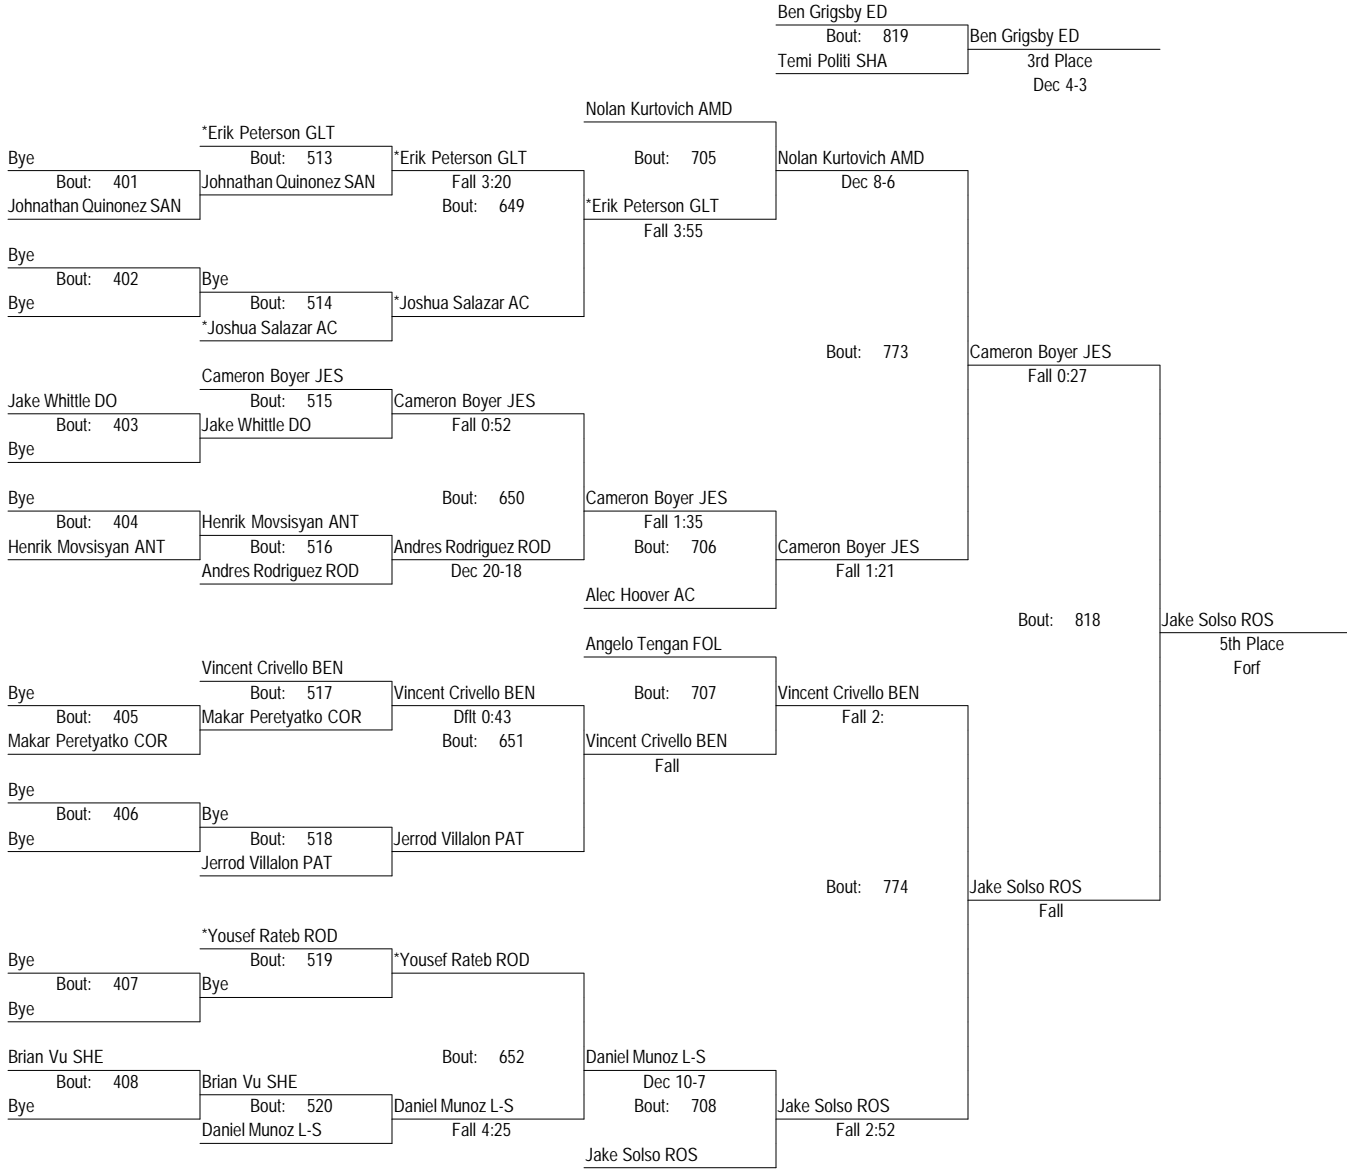 Ben Grigsby ED
Bout: 819
Ben Grigsby ED
Temi Politi SHA
3rd Place
Dec 4-3
Nolan Kurtovich AMD
*Erik Peterson GLT
Bye
Bout: 513
*Erik Peterson GLT
Bout: 705
Nolan Kurtovich AMD
Bout: 401
Johnathan Quinonez SAN
Fall 3:20
Dec 8-6
Johnathan Quinonez SAN
Bout: 649
*Erik Peterson GLT
Fall 3:55
Bye
Bout: 402
Bye
Bye
Bout: 514
*Joshua Salazar AC
*Joshua Salazar AC
Bout: 773
Cameron Boyer JES
Cameron Boyer JES
Fall 0:27
Jake Whittle DO
Bout: 515
Cameron Boyer JES
Bout: 403
Jake Whittle DO
Fall 0:52
Bye
Bye
Bout: 650
Cameron Boyer JES
Bout: 404
Henrik Movsisyan ANT
Fall 1:35
Henrik Movsisyan ANT
Bout: 516
Andres Rodriguez ROD
Bout: 706
Cameron Boyer JES
Andres Rodriguez ROD
Dec 20-18
Fall 1:21
Alec Hoover AC
Bout: 818
Jake Solso ROS
5th Place
Forf
Angelo Tengan FOL
Vincent Crivello BEN
Bye
Bout: 517
Vincent Crivello BEN
Bout: 707
Vincent Crivello BEN
Bout: 405
Makar Peretyatko COR
Dflt 0:43
Fall 2:
Makar Peretyatko COR
Bout: 651
Vincent Crivello BEN
Fall
Bye
Bout: 406
Bye
Bye
Bout: 518
Jerrod Villalon PAT
Jerrod Villalon PAT
Bout: 774
Jake Solso ROS
Fall
*Yousef Rateb ROD
Bye
Bout: 519
*Yousef Rateb ROD
Bout: 407
Bye
Bye
Brian Vu SHE
Bout: 652
Daniel Munoz L-S
Bout: 408
Brian Vu SHE
Dec 10-7
Bye
Bout: 520
Daniel Munoz L-S
Bout: 708
Jake Solso ROS
Daniel Munoz L-S
Fall 4:25
Fall 2:52
Jake Solso ROS